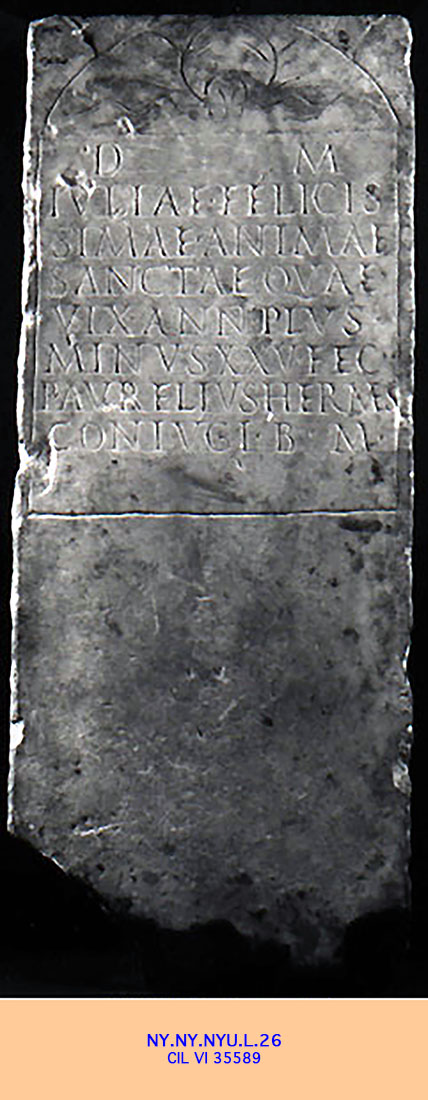 D M
IVLIAE·FELICIS
SIMAE·ANIMAE
SANCTAE QVAE
VIX ANN PLVS
MINVS XXV FEC·
P AVRELIVS HERMS
CONIVGI·B·M·
NY.NY.NYU.L.26
CIL VI 35589